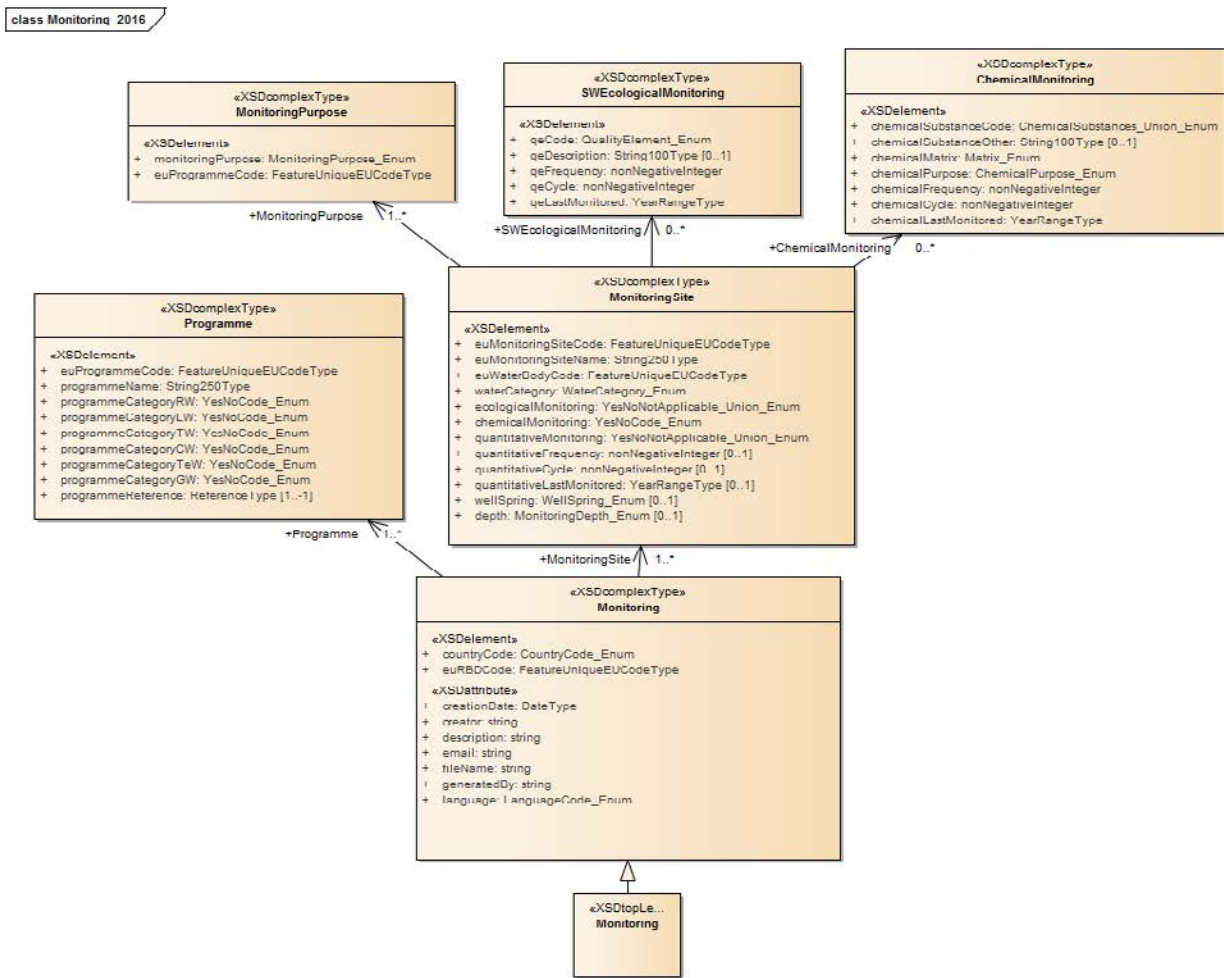 class Monitoring_2016
«XSDcomplexType»
MonitoringPurpose
«XSDelement»
+ monitoringPurpose: MonitoringPurpose_Enum
+ euProgrammeCode: FeatureUniqueEUCodeType
«XSDcomplexType»
SWEcologicalMonitoring
«XSDelement»
+ qeCode: QualityElement_Enum
+ qeDescription: String100Type [0..1]
+ qeFrequency: nonNegativeInteger
+ qeCycle: nonNegativeInteger
+ qeLastMonitored: YearRangeType
«XSDcomplexType»
ChemicalMonitoring
«XSDelement»
+ chemicalSubstanceCode: ChemicalSubstances_Union_Enum
+ chemicalSubstanceOther: String100Type [0..1]
+ chemicalMatrix: Matrix_Enum
+ chemicalPurpose: ChemicalPurpose_Enum
+ chemicalFrequency: nonNegativeInteger
+ chemicalCycle: nonNegativeInteger
+ chemicalLastMonitored: YearRangeType
+MonitoringPurpose 1..*
+SWEcologicalMonitoring 0..*
+ChemicalMonitoring 0..*
«XSDcomplexType»
Programme
«XSDelement»
+ euProgrammeCode: FeatureUniqueEUCodeType
+ programmeName: String250Type
+ programmeCategoryRW: YesNoCode_Enum
+ programmeCategoryLW: YesNoCode_Enum
+ programmeCategoryTW: YesNoCode_Enum
+ programmeCategoryCW: YesNoCode_Enum
+ programmeCategoryTeW: YesNoCode_Enum
+ programmeCategoryGW: YesNoCode_Enum
+ programmeReference: ReferenceType [1..-1]
«XSDcomplexType»
MonitoringSite
«XSDelement»
+ euMonitoringSiteCode: FeatureUniqueEUCodeType
+ euMonitoringSiteName: String250Type
+ euWaterBodyCode: FeatureUniqueEUCodeType
+ waterCategory: WaterCategory_Enum
+ ecologicalMonitoring: YesNoNotApplicable_Union_Enum
+ chemicalMonitoring: YesNoCode_Enum
+ quantitativeMonitoring: YesNoNotApplicable_Union_Enum
+ quantitativeFrequency: nonNegativeInteger [0..1]
+ quantitativeCycle: nonNegativeInteger [0..1]
+ quantitativeLastMonitored: YearRangeType [0..1]
+ wellSpring: WellSpring_Enum [0..1]
+ depth: MonitoringDepth_Enum [0..1]
+Programme 1..*
+MonitoringSite 1..*
«XSDcomplexType»
Monitoring
«XSDelement»
+ countryCode: CountryCode_Enum
+ euRBDCode: FeatureUniqueEUCodeType
«XSDattribute»
+ creationDate: DateType
+ creator: string
+ description: string
+ email: string
+ fileName: string
+ generatedBy: string
+ language: LanguageCode_Enum
«XSDtopLe...
Monitoring